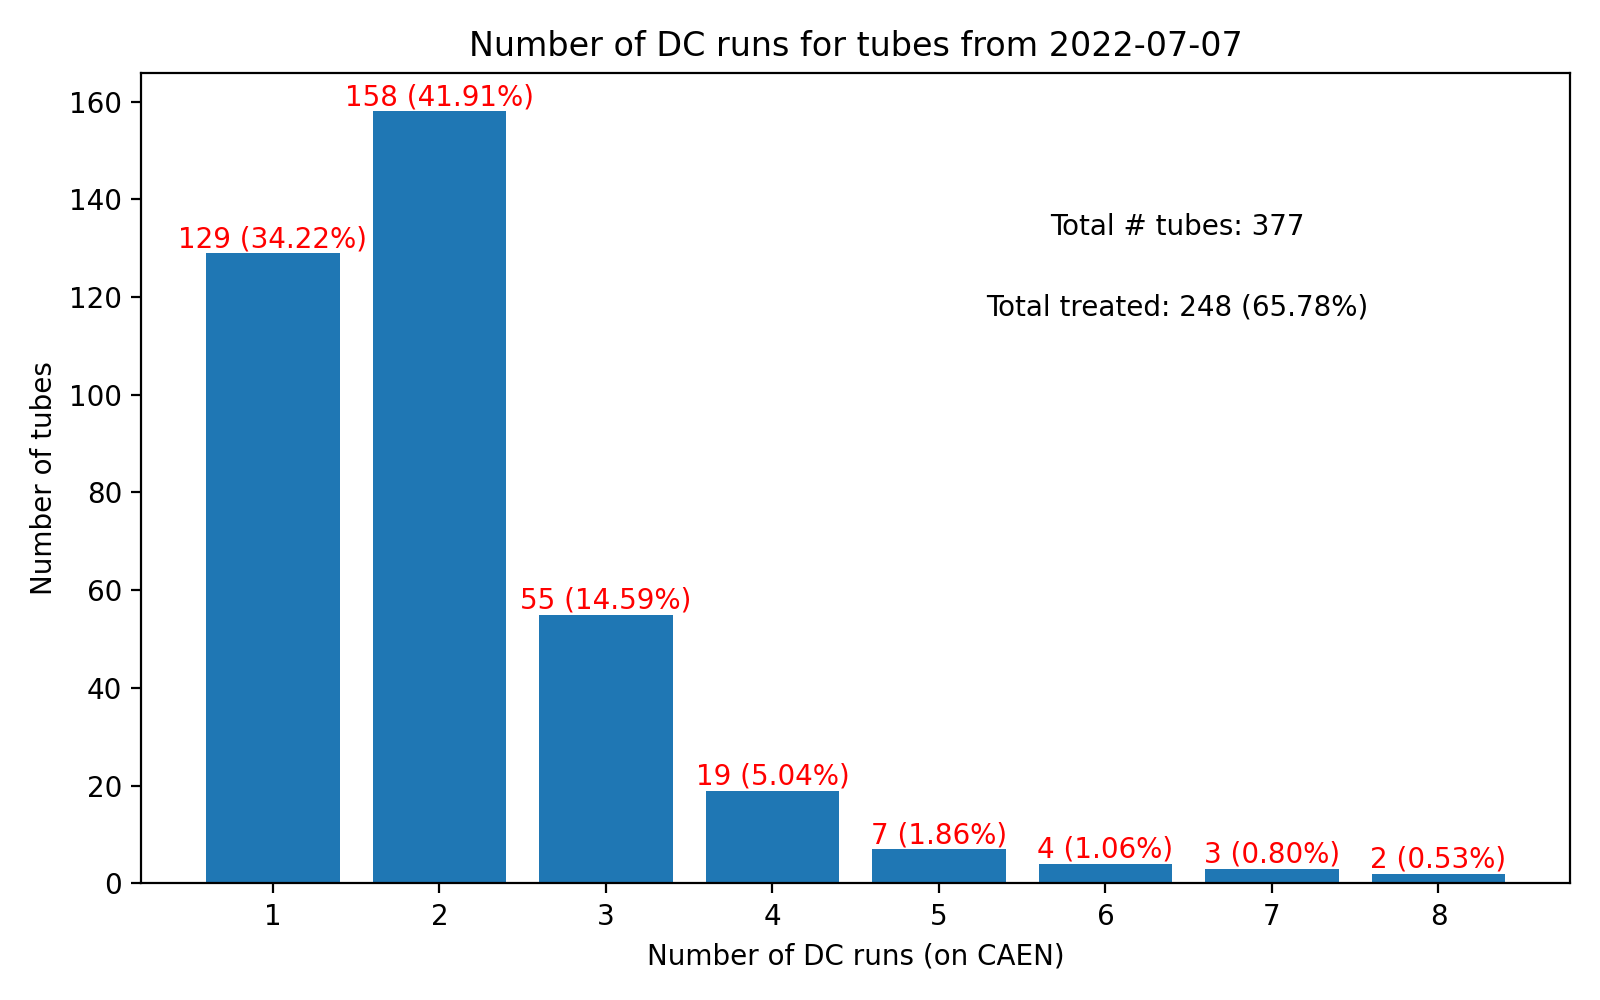 Number of DC runs for tubes from 2022-07-07
160
140
120
100
80
60
40
20
0
Number of tubes
129 (34.22%)
158 (41.91%)
55 (14.59%)
19 (5.04%)
7 (1.86%)
4 (1.06%)
3 (0.80%)
2 (0.53%)
Total # tubes: 377
Total treated: 248 (65.78%)
1 2 3 4 5 6 7 8
Number of DC runs (on CAEN)